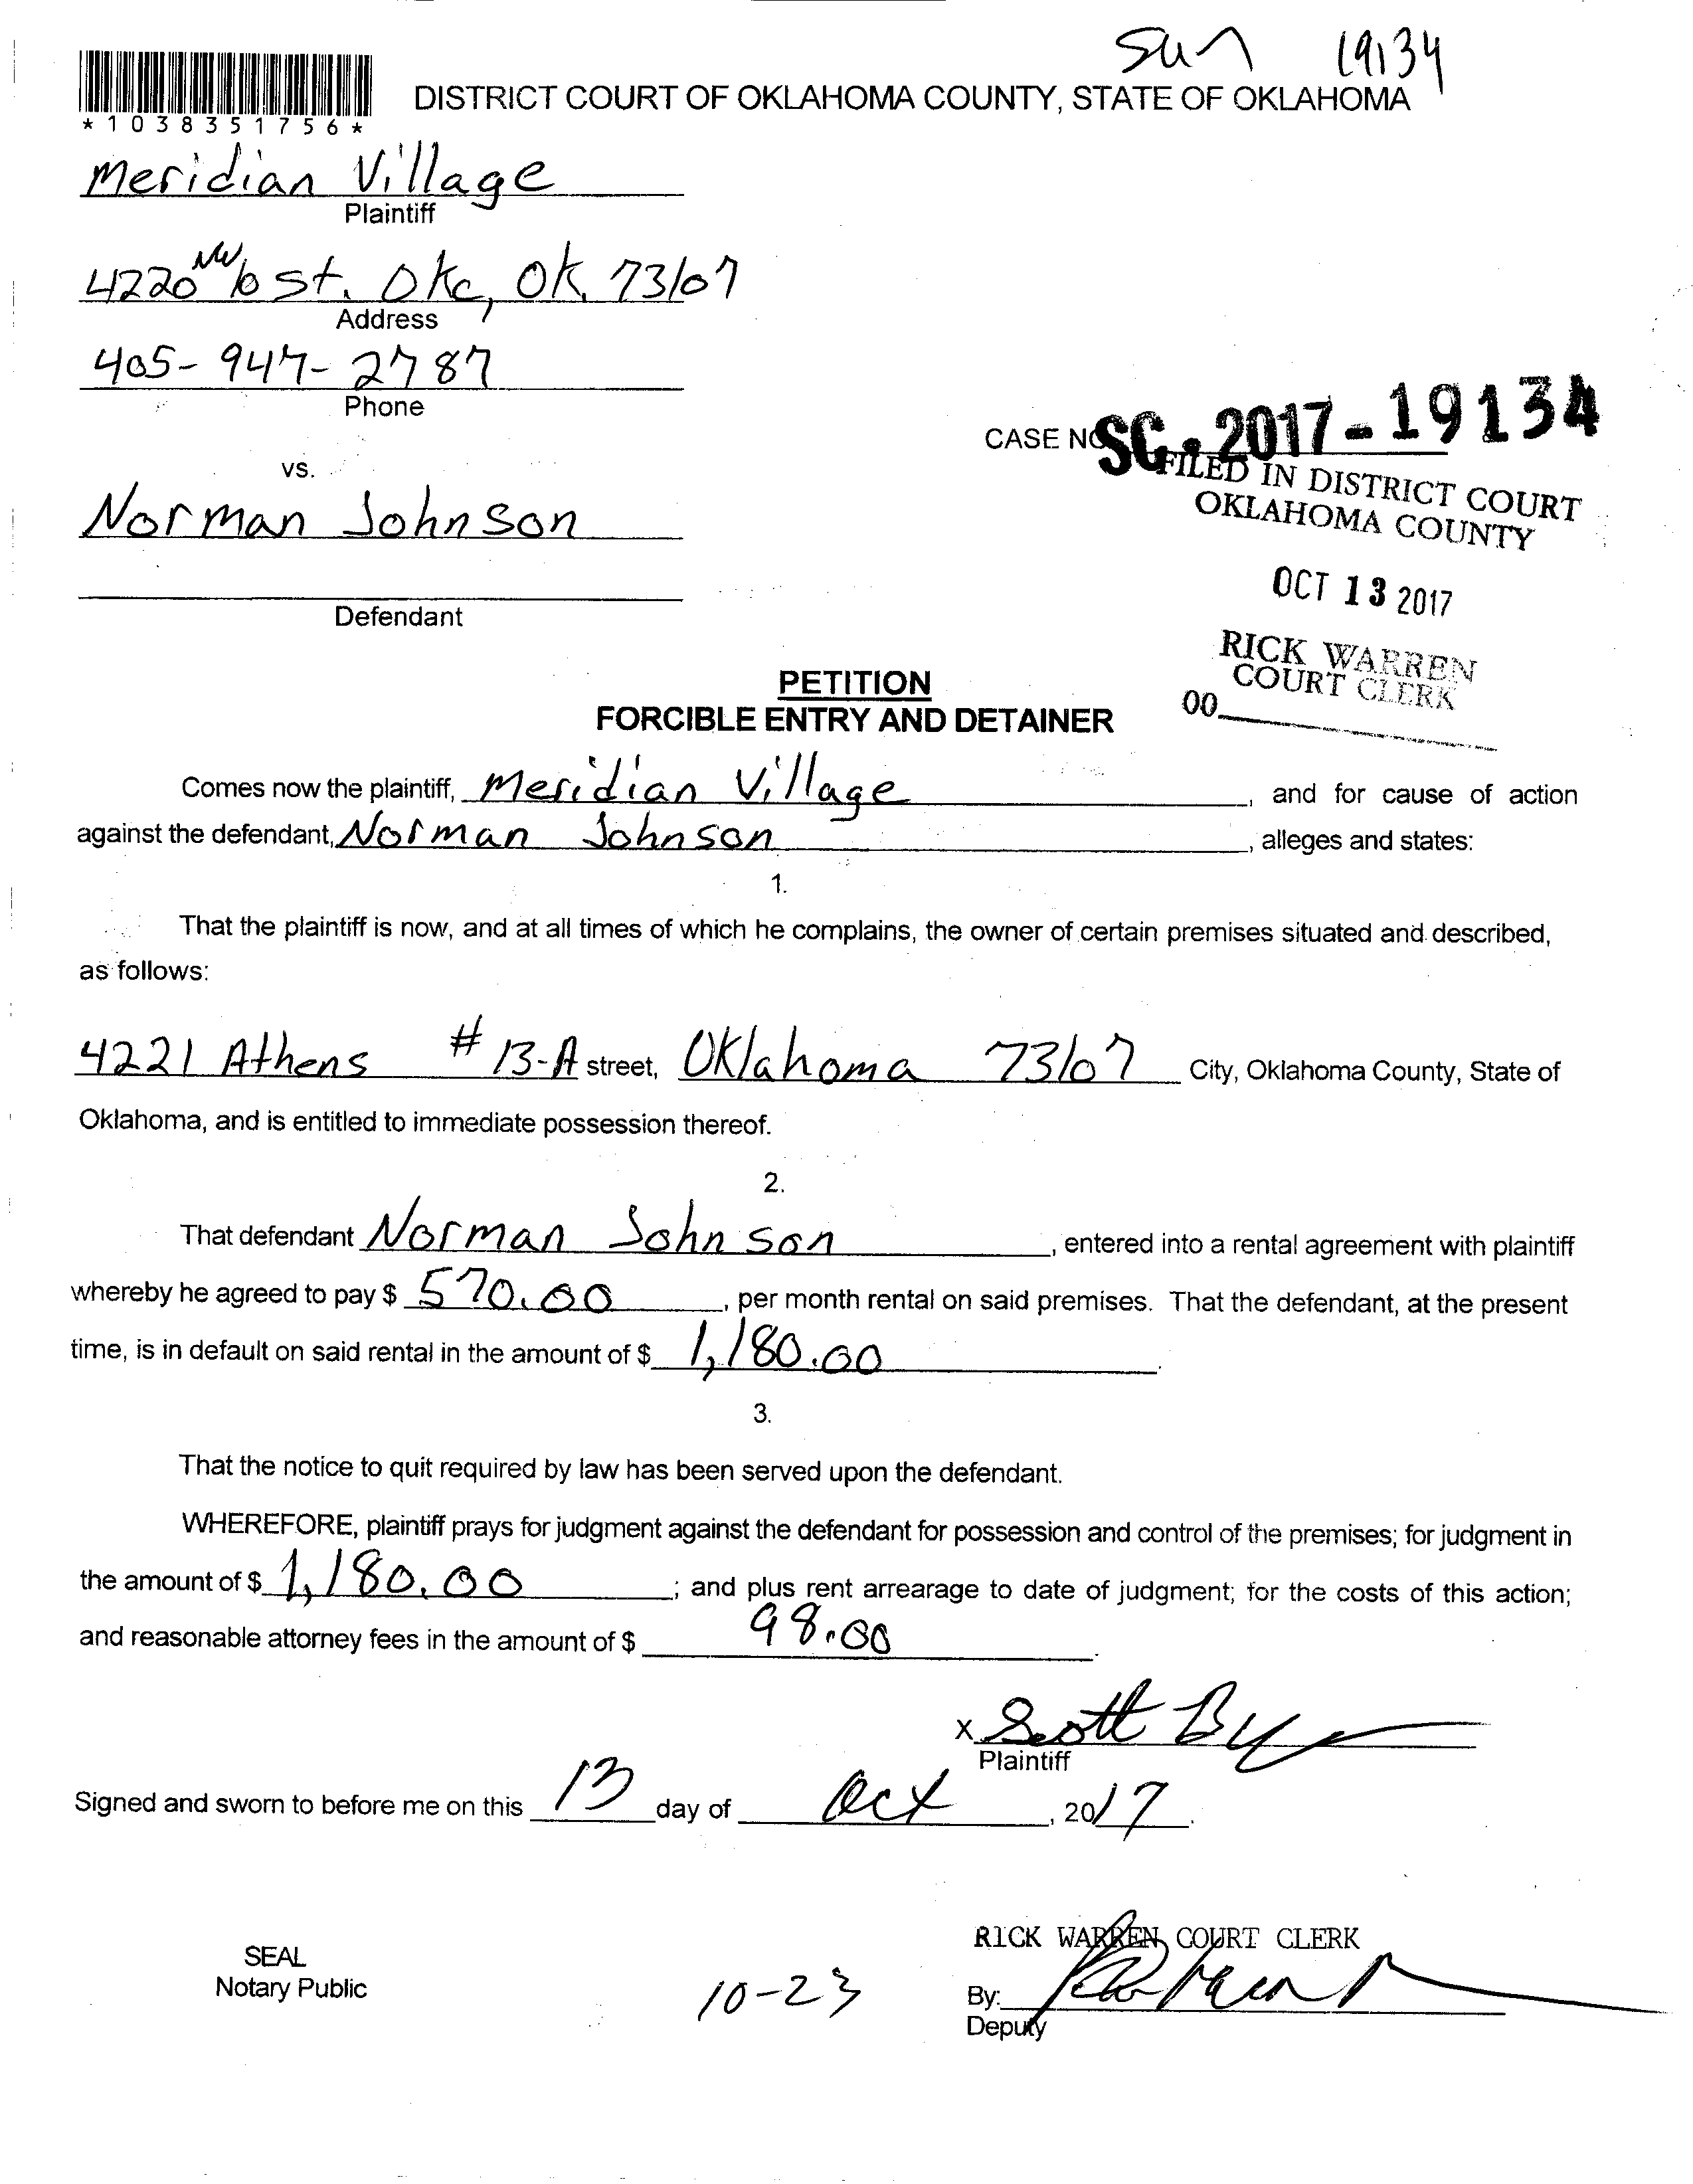 Sun 19134
*1038351756*
DISTRICT COURT OF OKLAHOMA COUNTY, STATE OF OKLAHOMA
Meridian Village
Plaintiff
4220 NW 10 St. Okc, OK, 73107
Address
405-947-2787
Phone
CASE NO SC-2017-19134
vs.
FILED IN DISTRICT COURT
OKLAHOMA COUNTY
Norman Johnson
OCT 13 2017
Defendant
RICK WARREN
COURT CLERK
00
PETITION
FORCIBLE ENTRY AND DETAINER
Comes now the plaintiff, Meridian Village, and for cause of action
against the defendant, Norman Johnson, alleges and states:
1.
That the plaintiff is now, and at all times of which he complains, the owner of certain premises situated and described,
as follows:
4221 Athens #13-A street, Oklahoma 73107 City, Oklahoma County, State of
Oklahoma, and is entitled to immediate possession thereof.
2.
That defendant Norman Johnson, entered into a rental agreement with plaintiff
whereby he agreed to pay $ 570.00, per month rental on said premises. That the defendant, at the present
time, is in default on said rental in the amount of $ 1,180.00.
3.
That the notice to quit required by law has been served upon the defendant.
WHEREFORE, plaintiff prays for judgment against the defendant for possession and control of the premises; for judgment in
the amount of $ 1,180.00; and plus rent arrearage to date of judgment; for the costs of this action;
and reasonable attorney fees in the amount of $ 98.00.
X Scott
Plaintiff
Signed and sworn to before me on this 13 day of Oct, 2017.
RICK WARREN, COURT CLERK
SEAL
Notary Public
10-23
By:
Deputy